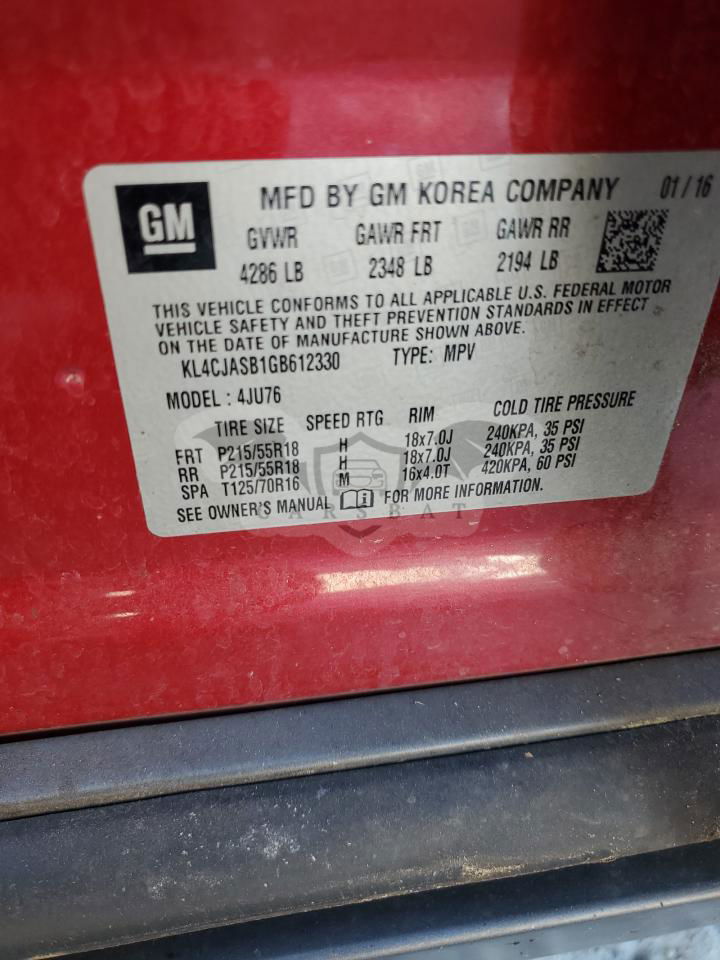 GM
MFD BY GM KOREA COMPANY 01/16
GVWR GAWR FRT GAWR RR
4286 LB 2348 LB 2194 LB
THIS VEHICLE CONFORMS TO ALL APPLICABLE U.S. FEDERAL MOTOR
VEHICLE SAFETY AND THEFT PREVENTION STANDARDS IN EFFECT
ON THE DATE OF MANUFACTURE SHOWN ABOVE.
KL4CJASB1GB612330 TYPE: MPV
MODEL: 4JU76
TIRE SIZE SPEED RTG RIM COLD TIRE PRESSURE
FRT P215/55R18 H 18x7.0J 240KPA, 35 PSI
RR P215/55R18 H 18x7.0J 240KPA, 35 PSI
SPA T125/70R16 M 16x4.0T 420KPA, 60 PSI
SEE OWNER'S MANUAL FOR MORE INFORMATION.
CARSBAT